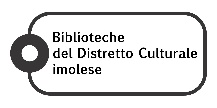 Biblioteche
del Distretto Culturale
imolese